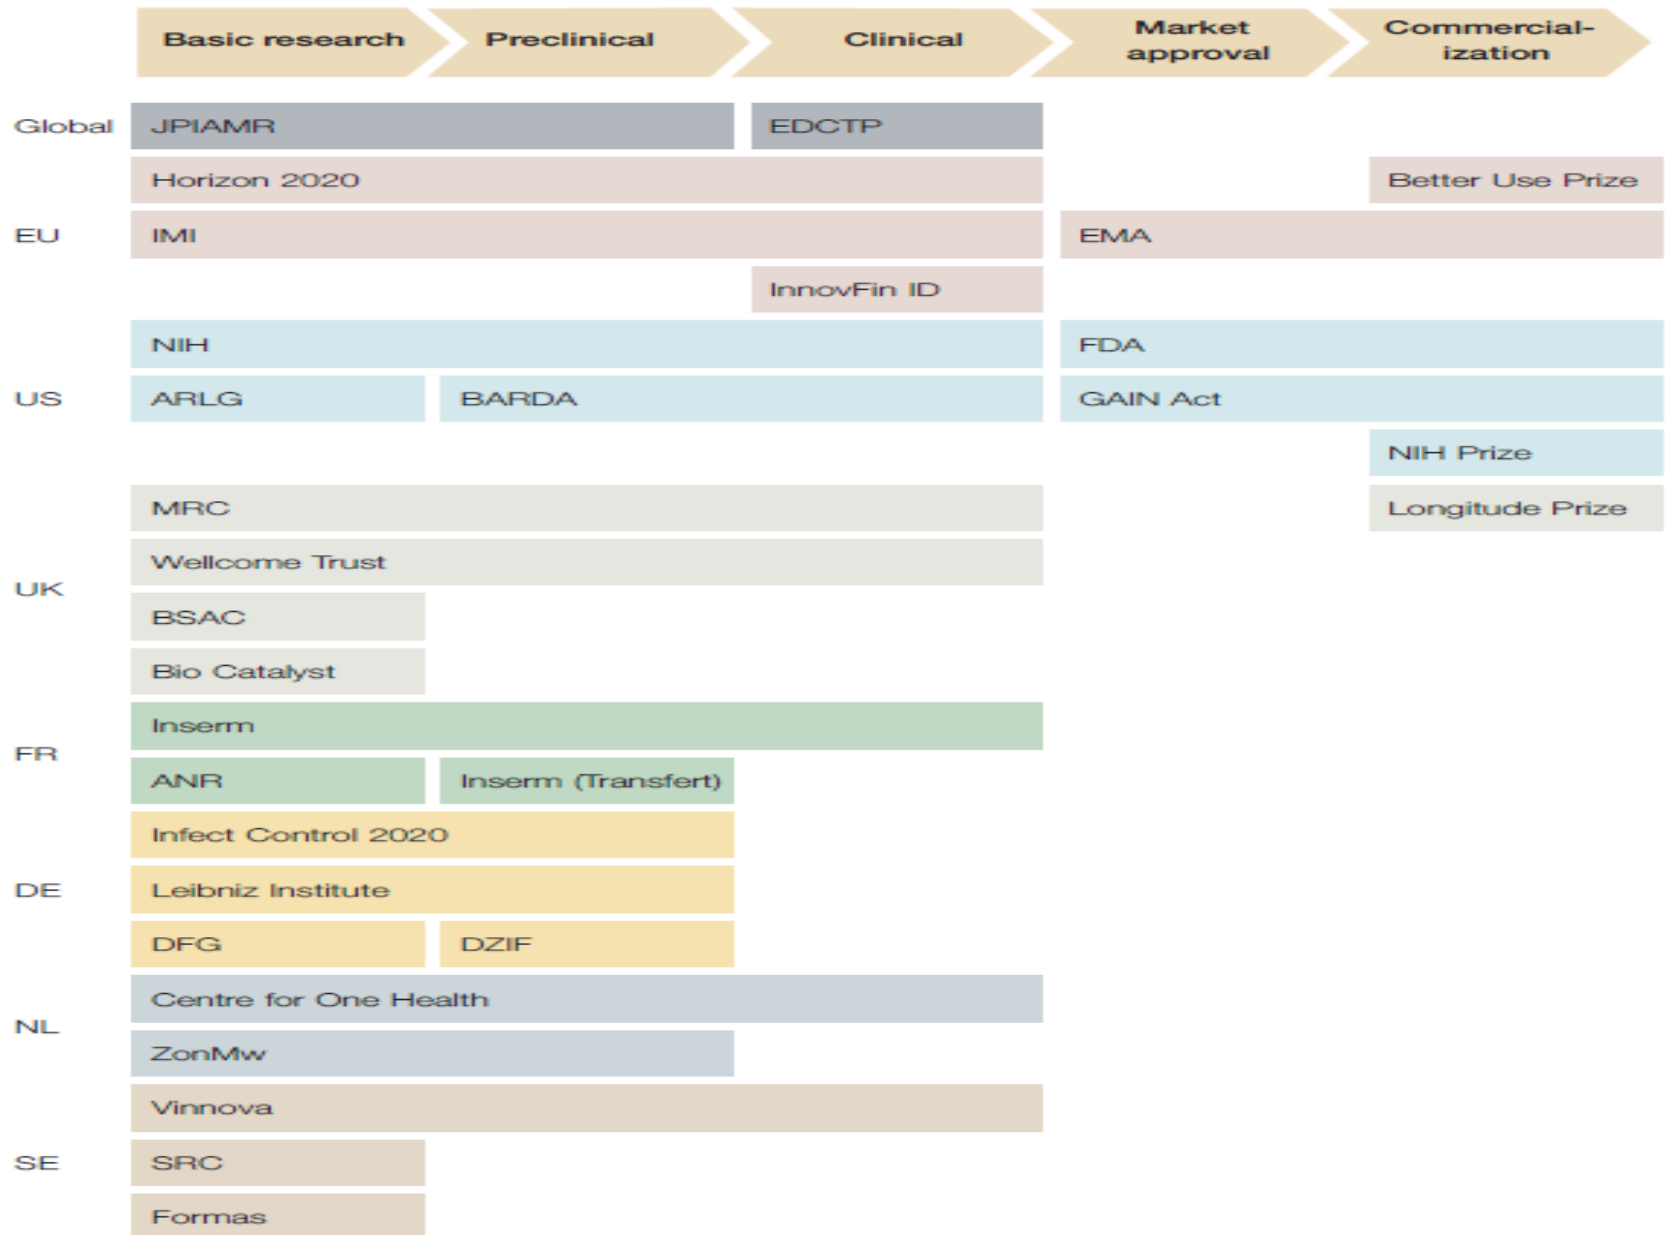 Basic research
Preclinical
Clinical
Market
approval
Commercial-
ization
Global
JPIAMR
EDCTP
Horizon 2020
Better Use Prize
EU
IMI
EMA
InnovFin ID
NIH
FDA
US
ARLG
BARDA
GAIN Act
NIH Prize
MRC
Longitude Prize
Wellcome Trust
UK
BSAC
Bio Catalyst
Inserm
FR
ANR
Inserm (Transfert)
Infect Control 2020
DE
Leibniz Institute
DFG
DZIF
Centre for One Health
NL
ZonMw
Vinnova
SE
SRC
Formas